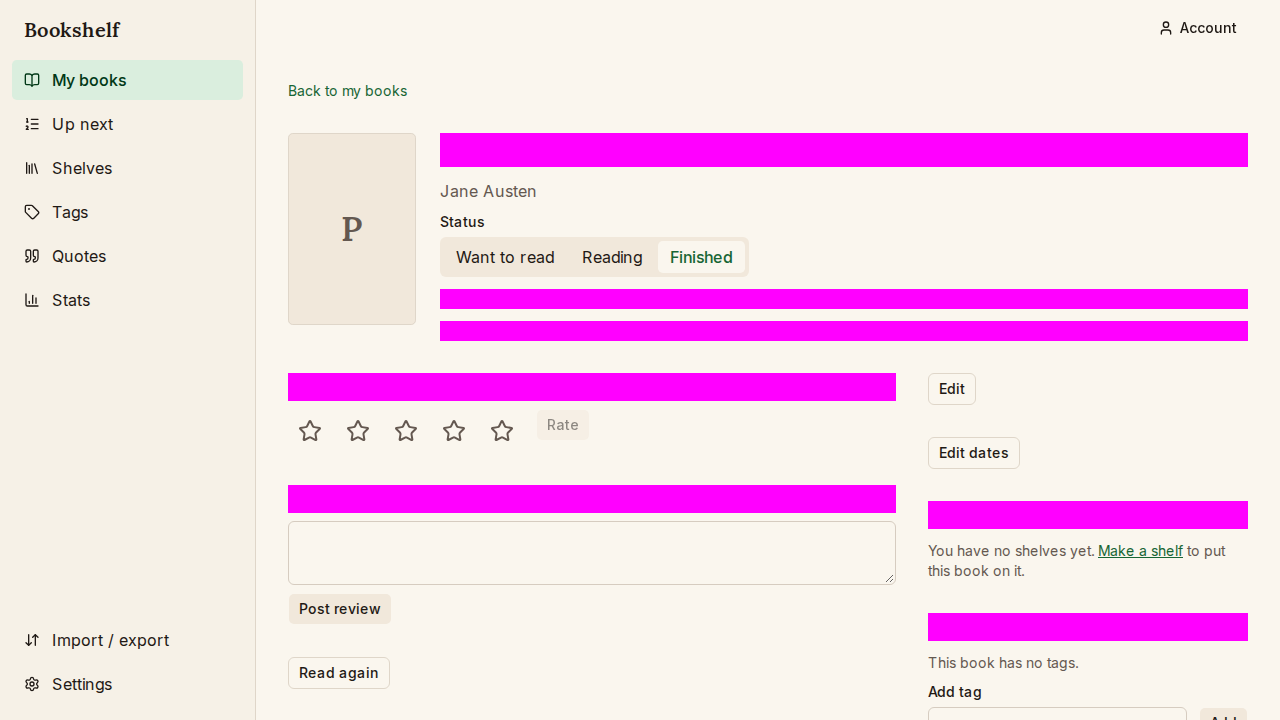 Bookshelf
My books
Up next
Shelves
Tags
Quotes
Stats
Import / export
Settings
Account
Back to my books
P
Jane Austen
Status
Want to read
Reading
Finished
Rate
Post review
Read again
Edit
Edit dates
You have no shelves yet. Make a shelf to put
this book on it.
This book has no tags.
Add tag